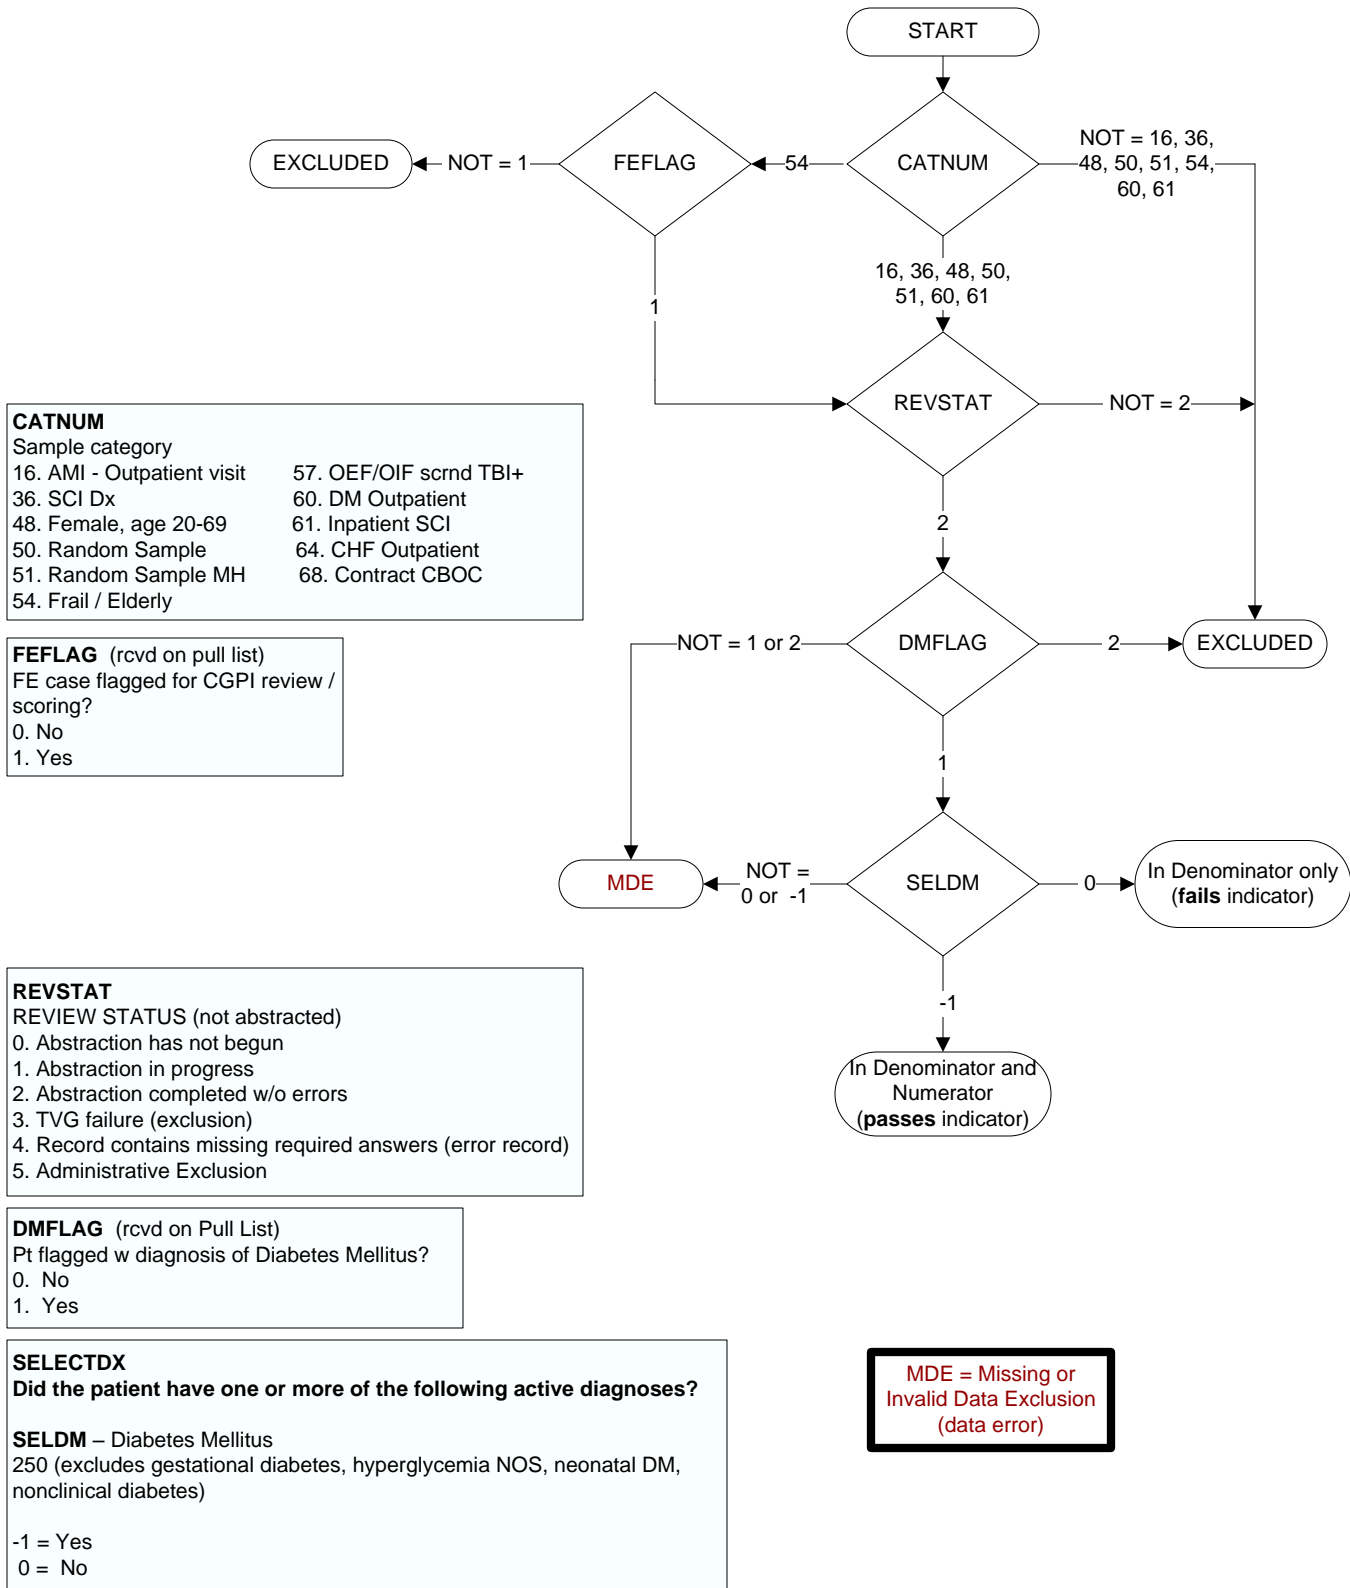 START
CATNUM
NOT = 16, 36,
48, 50, 51, 54,
60, 61
54
FEFLAG
NOT = 1
EXCLUDED
1
16, 36, 48, 50,
51, 60, 61
REVSTAT
NOT = 2
2
CATNUM
Sample category
16. AMI - Outpatient visit
36. SCI Dx
48. Female, age 20-69
50. Random Sample
51. Random Sample MH
54. Frail / Elderly
57. OEF/OIF scrnd TBI+
60. DM Outpatient
61. Inpatient SCI
64. CHF Outpatient
68. Contract CBOC
FEFLAG (rcvd on pull list)
FE case flagged for CGPI review /
scoring?
0. No
1. Yes
NOT = 1 or 2
DMFLAG
2
EXCLUDED
1
MDE
NOT =
0 or -1
SELDM
0
In Denominator only
(fails indicator)
-1
In Denominator and
Numerator
(passes indicator)
REVSTAT
REVIEW STATUS (not abstracted)
0. Abstraction has not begun
1. Abstraction in progress
2. Abstraction completed w/o errors
3. TVG failure (exclusion)
4. Record contains missing required answers (error record)
5. Administrative Exclusion
DMFLAG (rcvd on Pull List)
Pt flagged w diagnosis of Diabetes Mellitus?
0. No
1. Yes
SELECTDX
Did the patient have one or more of the following active diagnoses?
SELDM – Diabetes Mellitus
250 (excludes gestational diabetes, hyperglycemia NOS, neonatal DM,
nonclinical diabetes)
-1 = Yes
0 = No
MDE = Missing or
Invalid Data Exclusion
(data error)